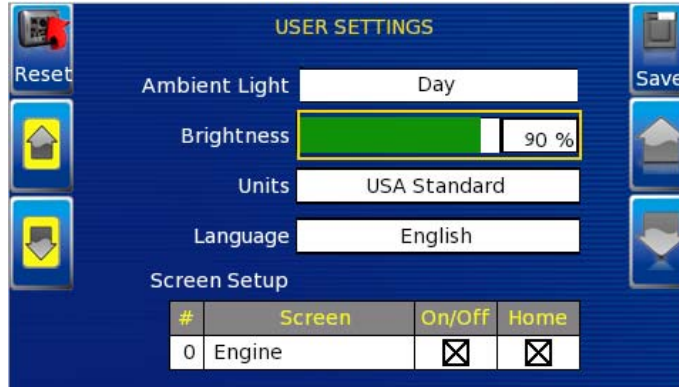 USER SETTINGS
Reset
Save
Ambient Light Day
Brightness 90 %
Units USA Standard
Language English
Screen Setup
# Screen On/Off Home
0 Engine ☒ ☒